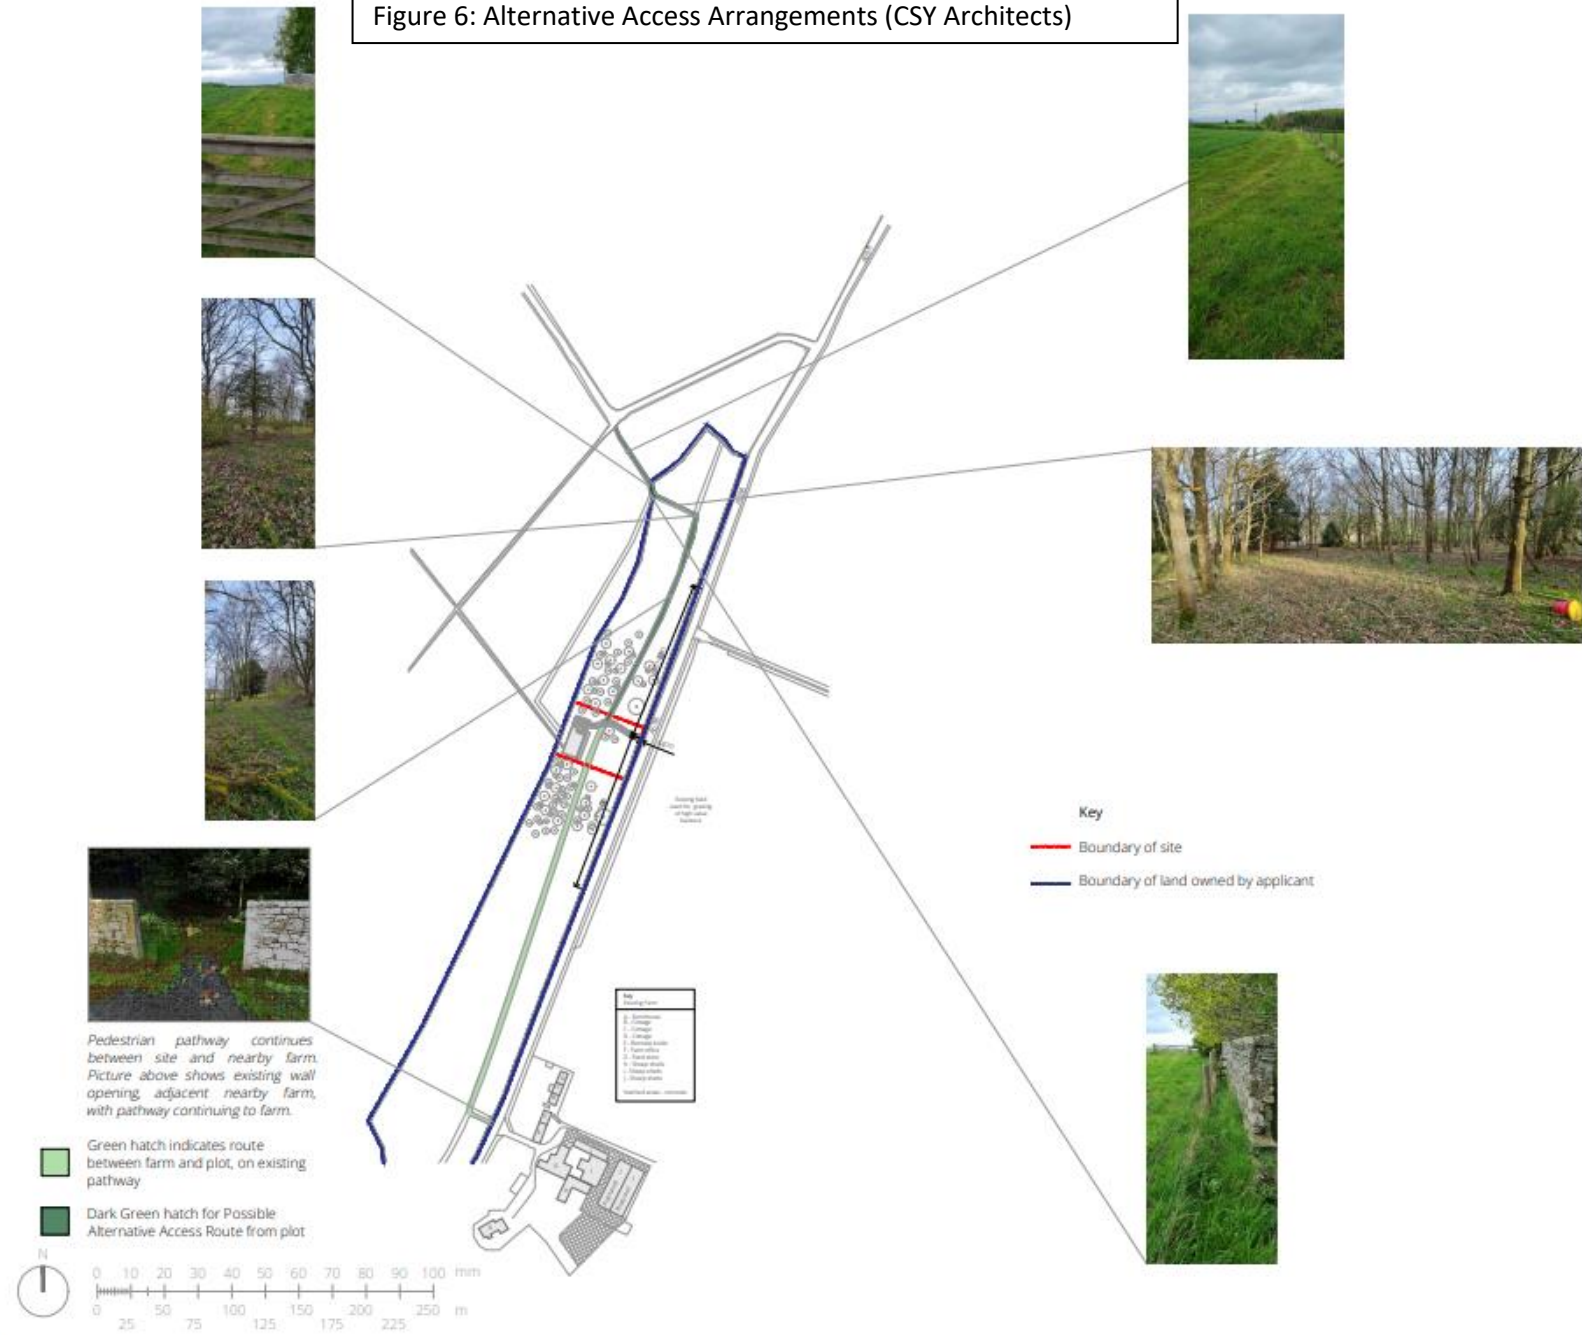 Figure 6: Alternative Access Arrangements (CSY Architects)
Key
Boundary of site
Boundary of land owned by applicant
Pedestrian pathway continues
between site and nearby farm.
Picture above shows existing wall
opening, adjacent nearby farm,
with pathway continuing to farm.
Green hatch indicates route
between farm and plot, on existing
pathway
Dark Green hatch for Possible
Alternative Access Route from plot
N
0 10 20 30 40 50 60 70 80 90 100 mm
0 50 100 150 200 250 m
25 75 125 175 225
Key